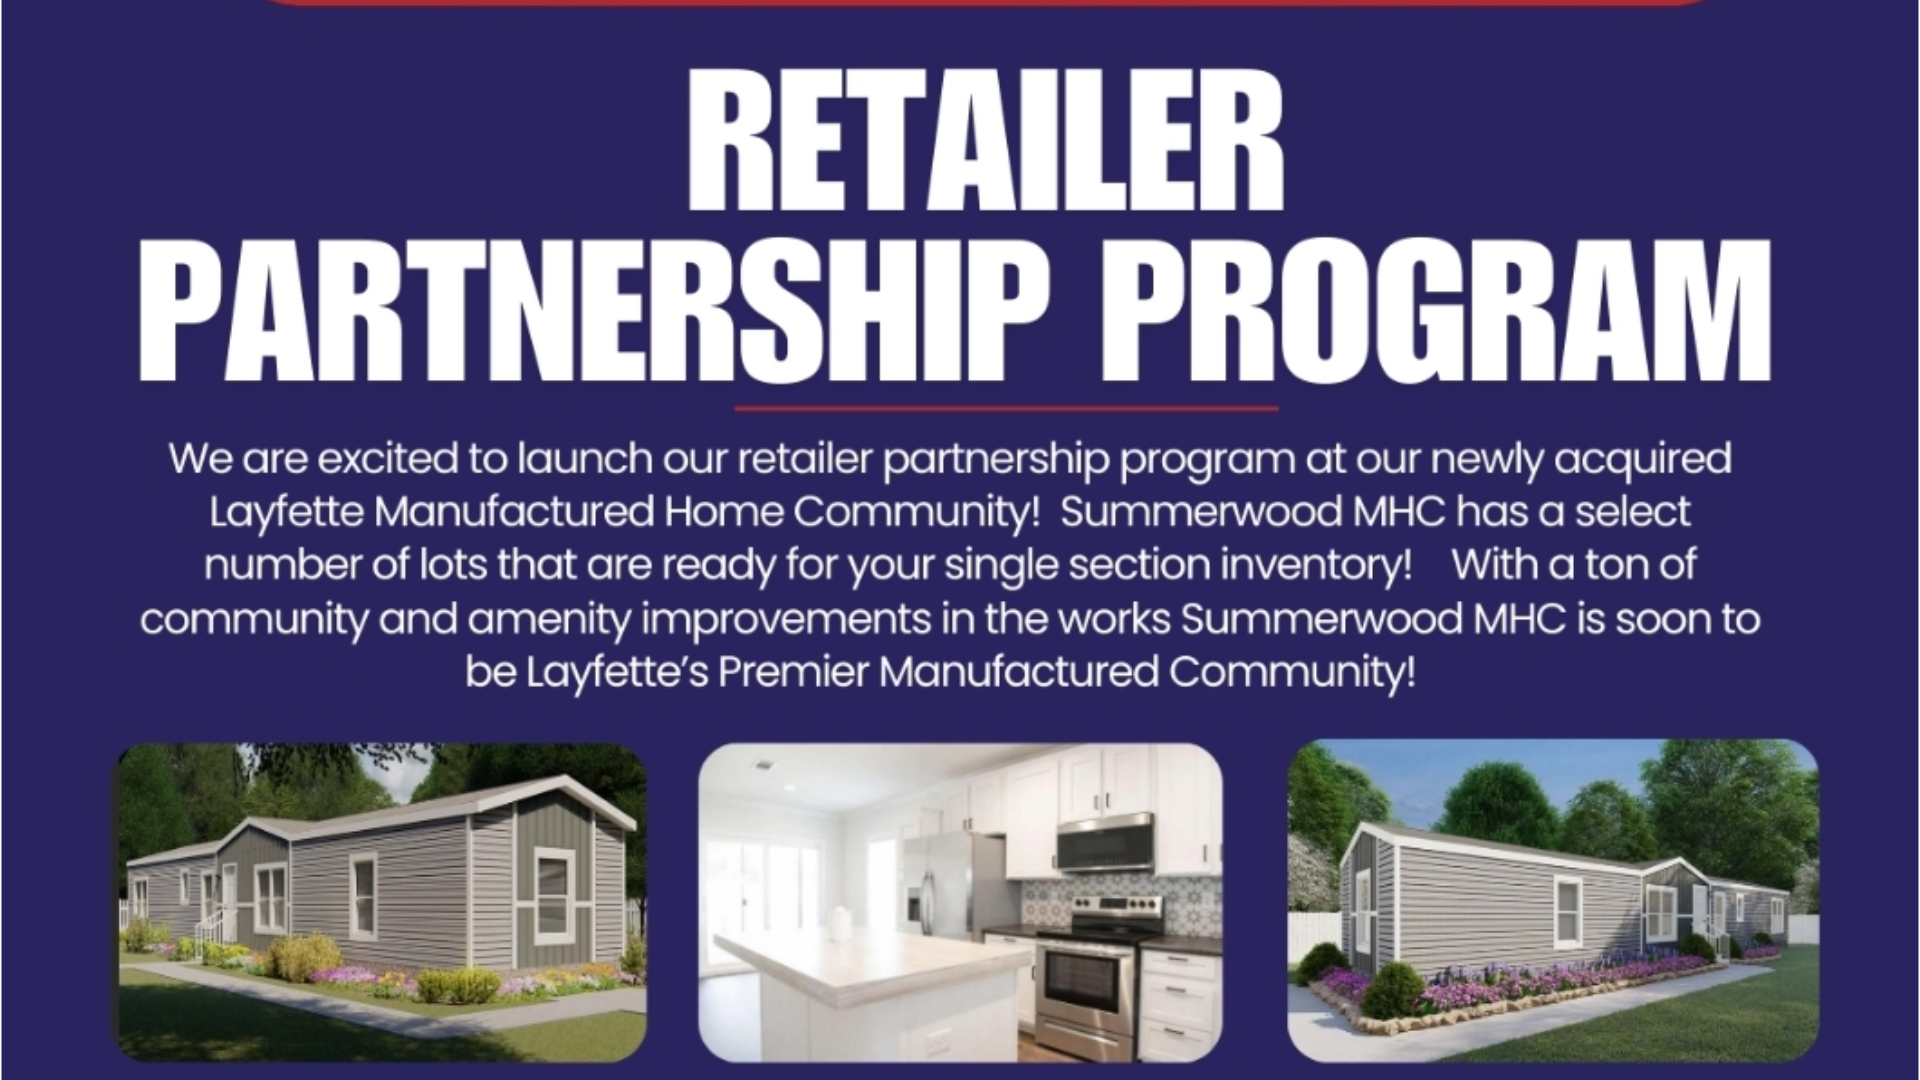 RETAILER
PARTNERSHIP PROGRAM
We are excited to launch our retailer partnership program at our newly acquired
Layfette Manufactured Home Community!  Summerwood MHC has a select
number of lots that are ready for your single section inventory!   With a ton of
community and amenity improvements in the works Summerwood MHC is soon to
be Layfette’s Premier Manufactured Community!